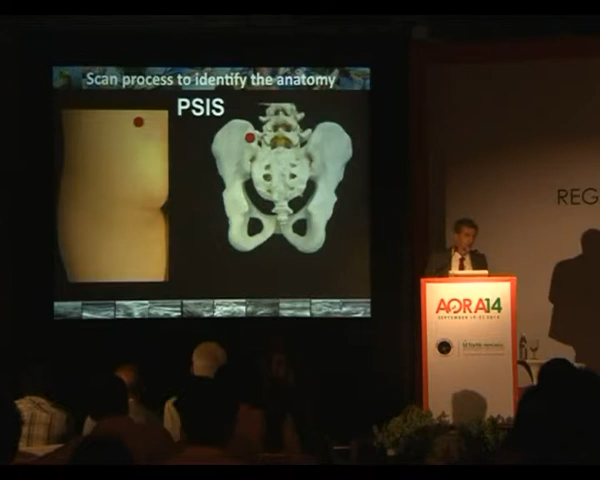 Scan process to identify the anatomy
PSIS
REG
AORA14